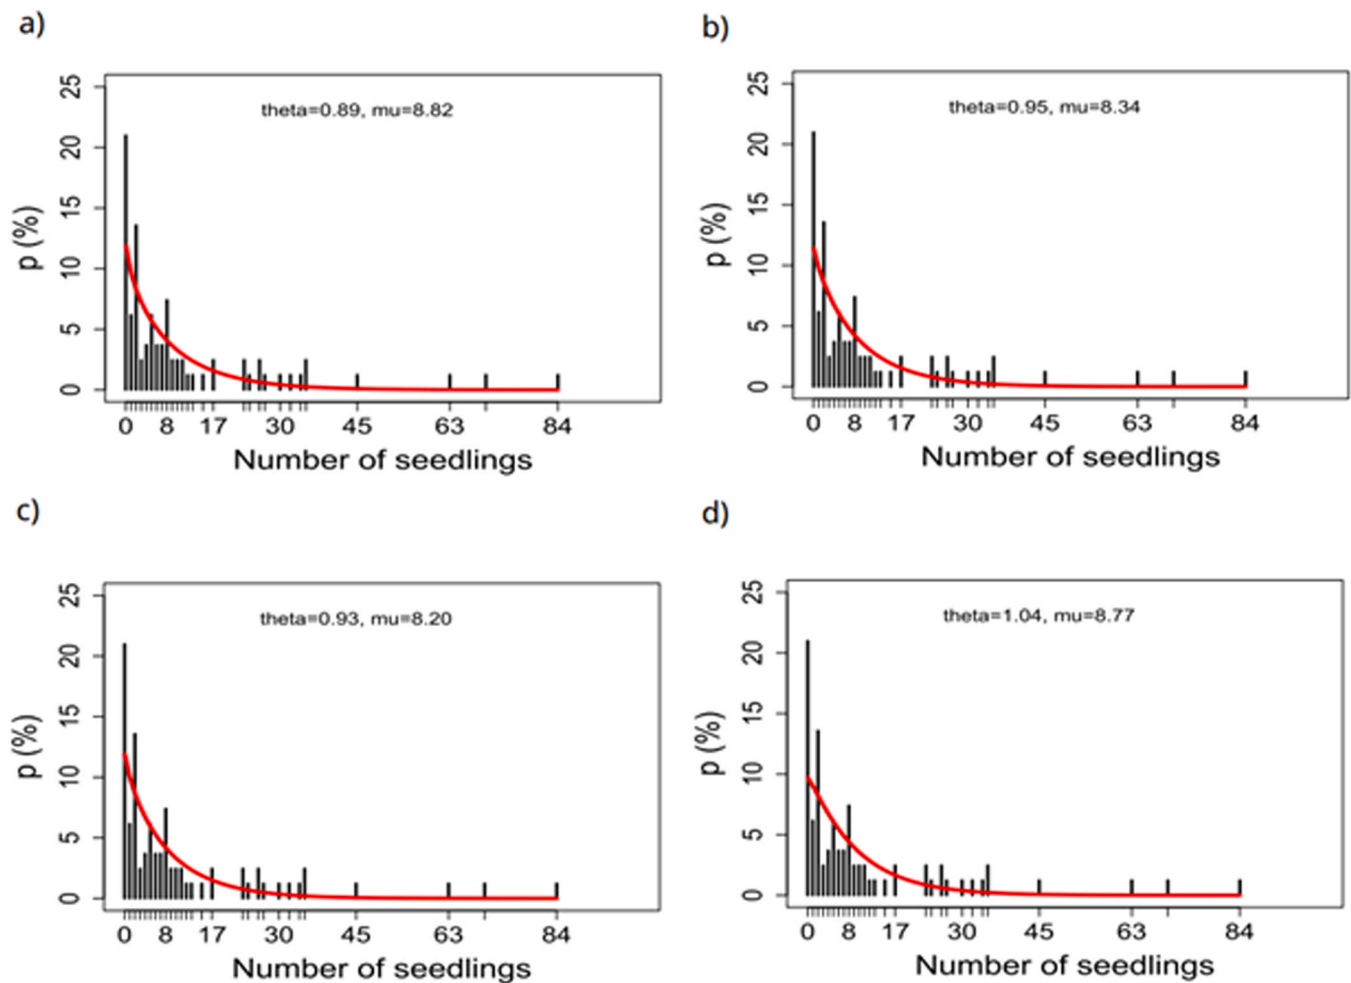 a)
theta=0.89, mu=8.82
25
20
15
10
5
0
p (%)
0 8 17 30 45 63 84
Number of seedlings
b)
theta=0.95, mu=8.34
25
20
15
10
5
0
p (%)
0 8 17 30 45 63 84
Number of seedlings
c)
theta=0.93, mu=8.20
25
20
15
10
5
0
p (%)
0 8 17 30 45 63 84
Number of seedlings
d)
theta=1.04, mu=8.77
25
20
15
10
5
0
p (%)
0 8 17 30 45 63 84
Number of seedlings